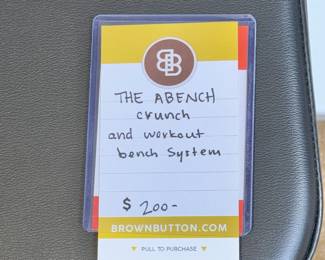 THE ABENCH
crunch
and workout
bench System
$ 200-
BROWNBUTTON.COM
PULL TO PURCHASE